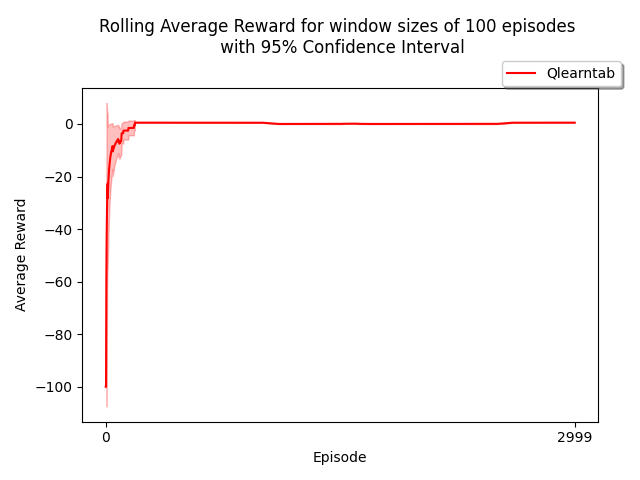 Rolling Average Reward for window sizes of 100 episodes
with 95% Confidence Interval
Qlearntab
0
−20
−40
−60
−80
−100
Average Reward
0
2999
Episode